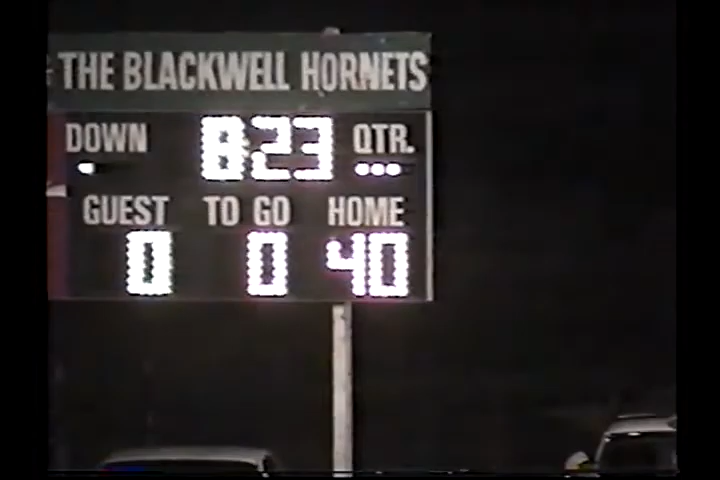 THE BLACKWELL HORNETS
DOWN 8:23 QTR.
GUEST TO GO HOME
0 0 40